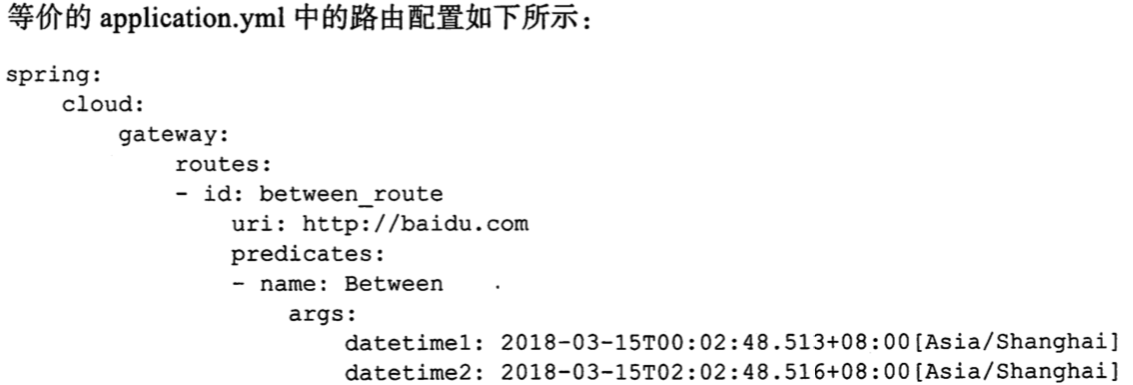 等价的 application.yml 中的路由配置如下所示：
spring:
    cloud:
        gateway:
            routes:
            - id: between_route
                uri: http://baidu.com
                predicates:
                - name: Between
                    args:
                        datetime1: 2018-03-15T00:02:48.513+08:00[Asia/Shanghai]
                        datetime2: 2018-03-15T02:02:48.516+08:00[Asia/Shanghai]